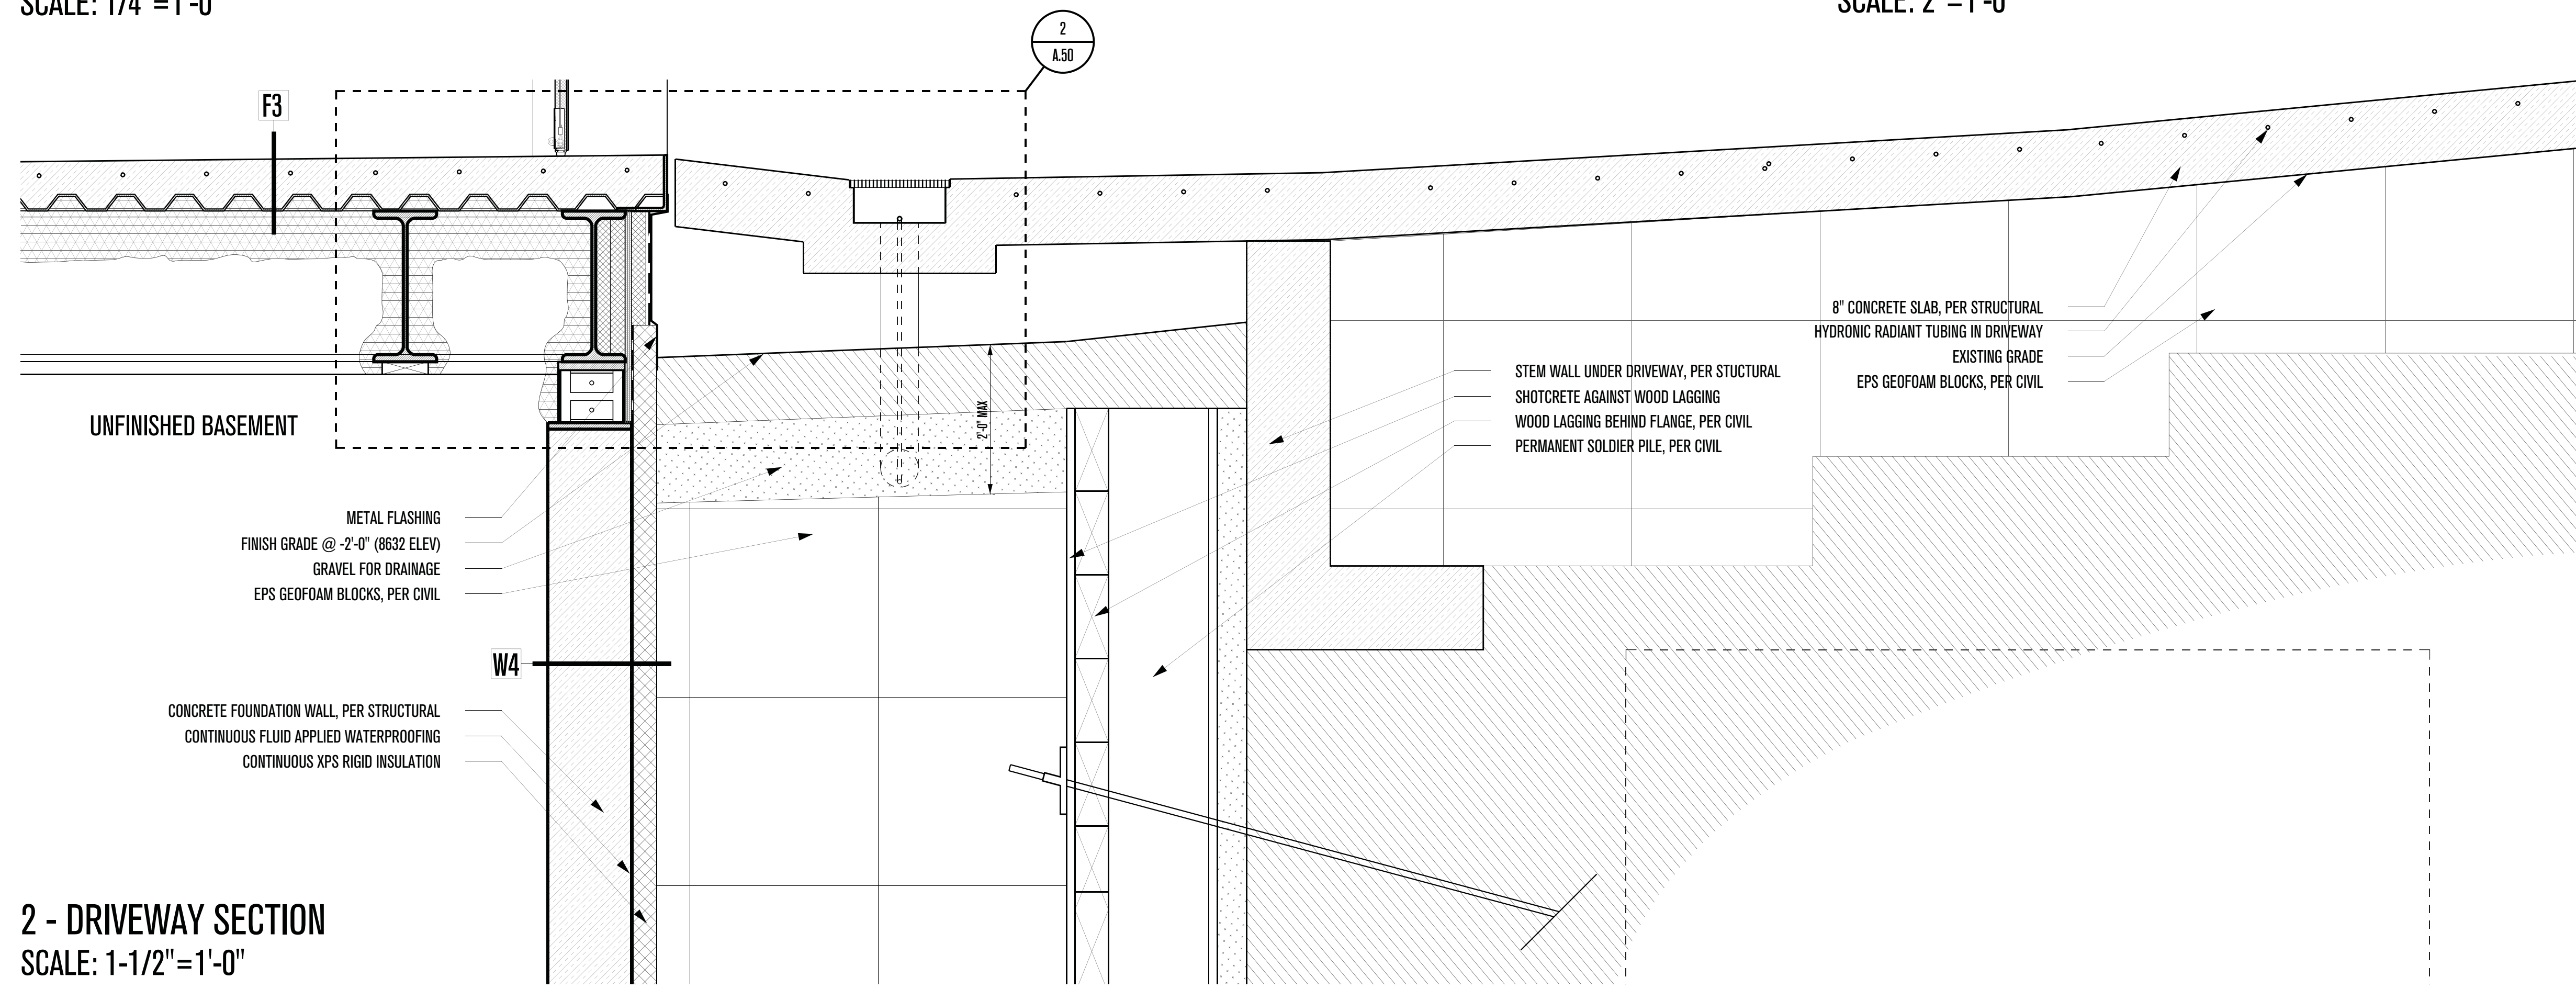 SCALE: 1/4"=1'-0"
SCALE: 2"=1'-0"
2
A.50
F3
8" CONCRETE SLAB, PER STRUCTURAL
HYDRONIC RADIANT TUBING IN DRIVEWAY
EXISTING GRADE
EPS GEOFOAM BLOCKS, PER CIVIL
STEM WALL UNDER DRIVEWAY, PER STUCTURAL
SHOTCRETE AGAINST WOOD LAGGING
WOOD LAGGING BEHIND FLANGE, PER CIVIL
PERMANENT SOLDIER PILE, PER CIVIL
2'-0" MAX
UNFINISHED BASEMENT
METAL FLASHING
FINISH GRADE @ -2'-0" (8632 ELEV)
GRAVEL FOR DRAINAGE
EPS GEOFOAM BLOCKS, PER CIVIL
W4
CONCRETE FOUNDATION WALL, PER STRUCTURAL
CONTINUOUS FLUID APPLIED WATERPROOFING
CONTINUOUS XPS RIGID INSULATION
2 - DRIVEWAY SECTION
SCALE: 1-1/2"=1'-0"